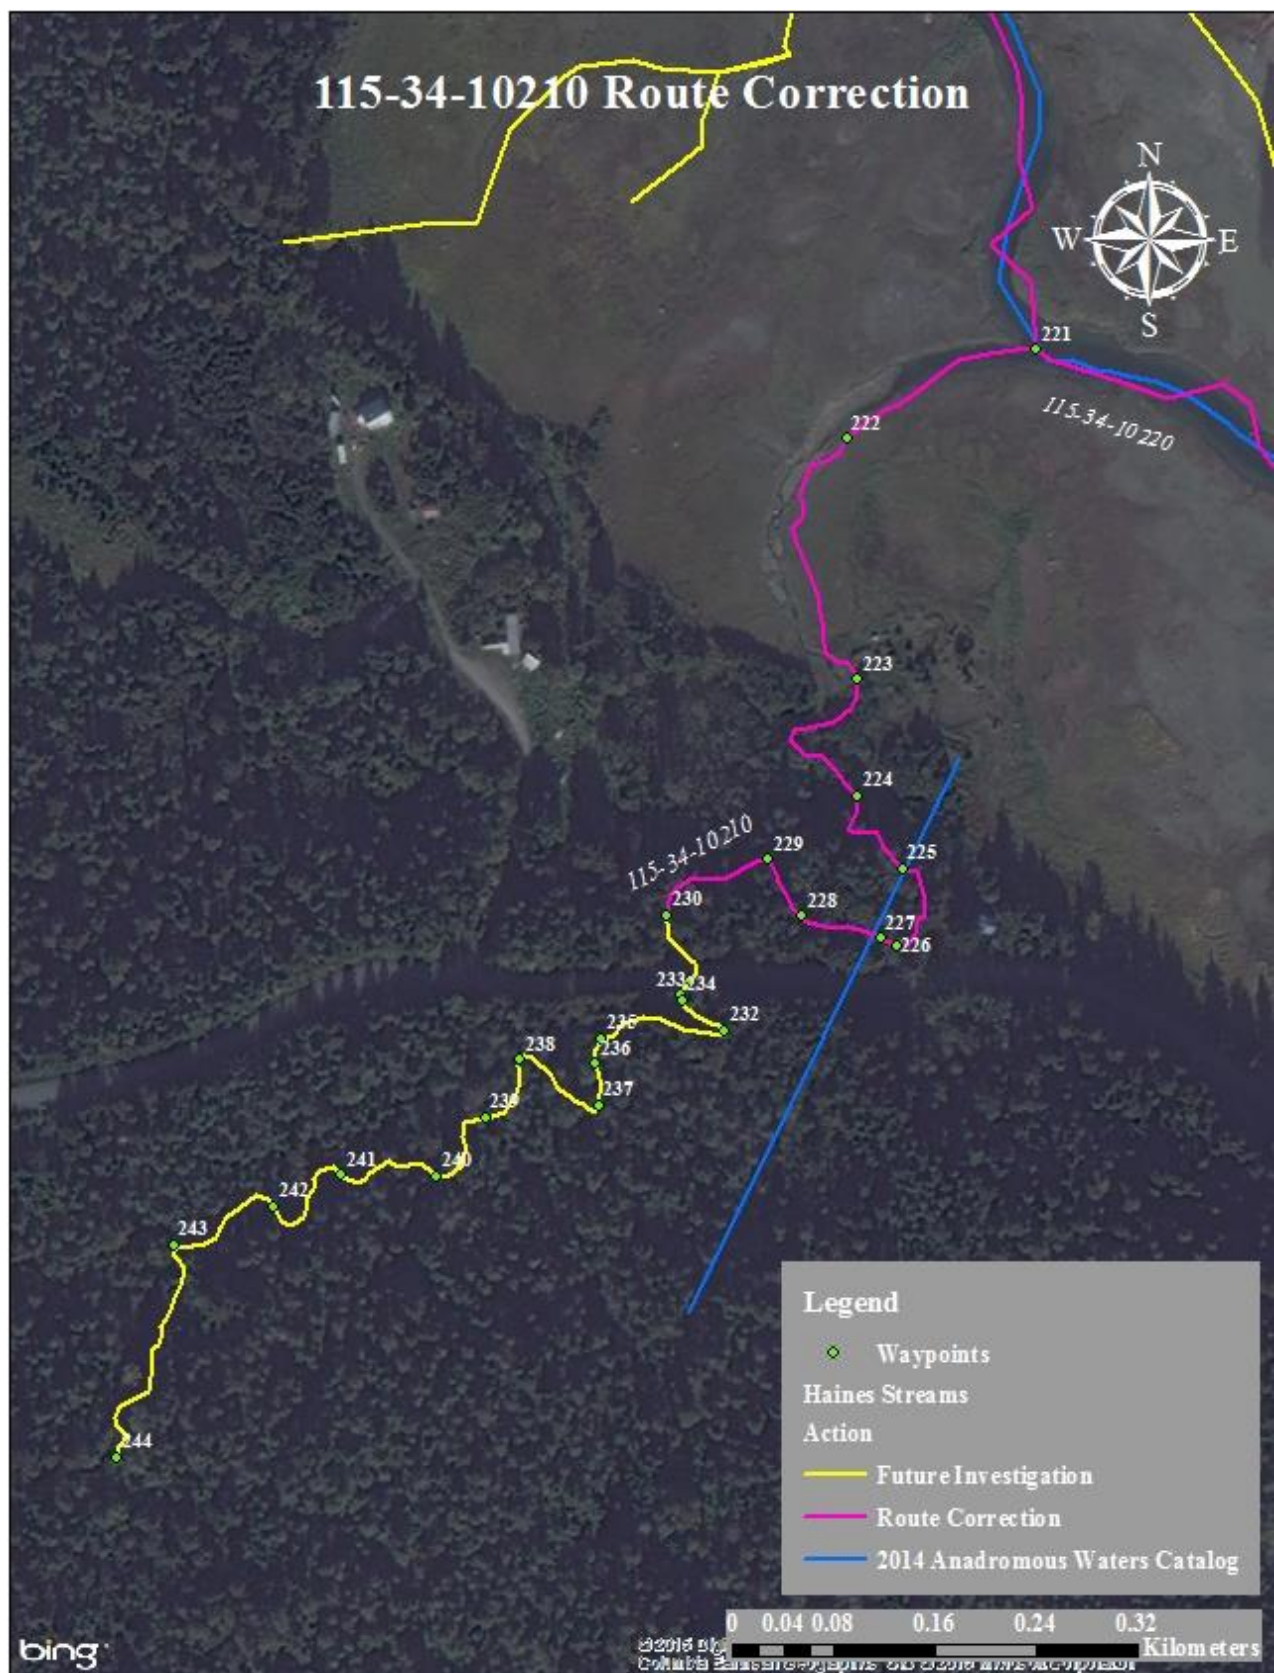 115-34-10210 Route Correction
N
W E
S
221
115-34-10220
222
223
224
225
115-34-10210
229
230
228
227
226
233
234
232
235
236
238
237
239
240
241
242
243
244
Legend
Waypoints
Haines Streams
Action
Future Investigation
Route Correction
2014 Anadromous Waters Catalog
0 0.04 0.08 0.16 0.24 0.32
Kilometers
bing